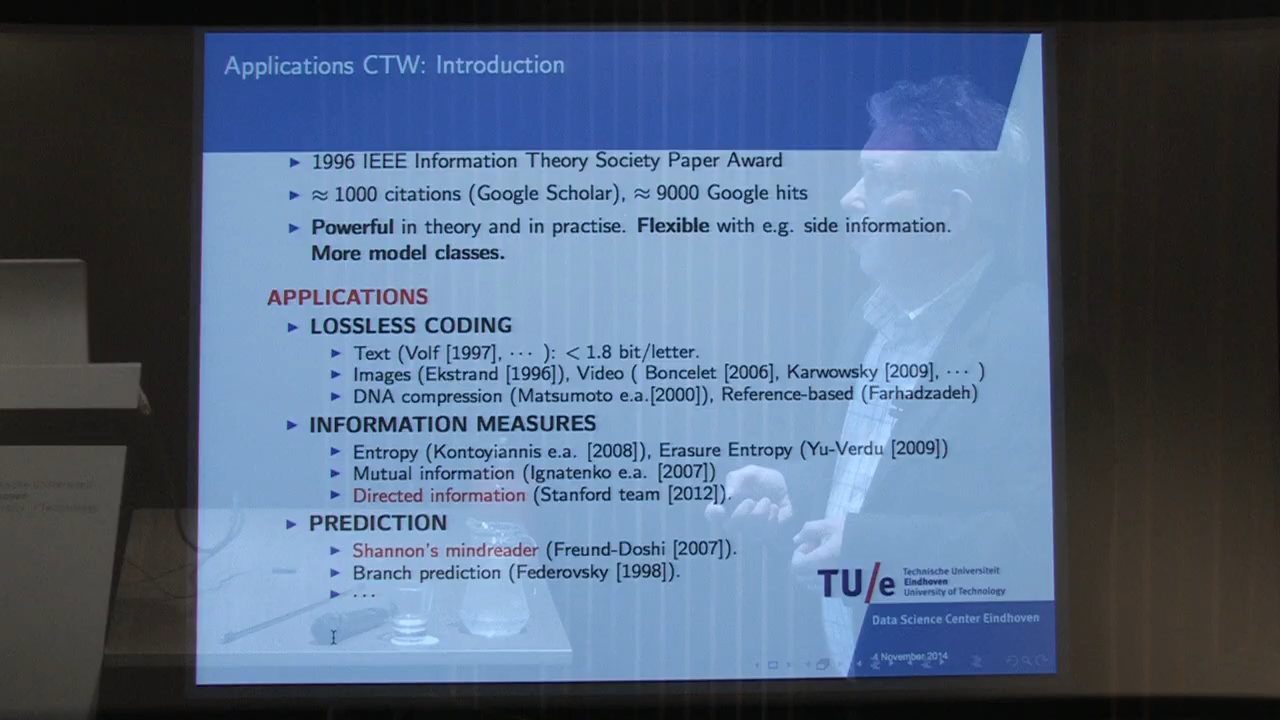 Applications CTW: Introduction
► 1996 IEEE Information Theory Society Paper Award
► ≈ 1000 citations (Google Scholar), ≈ 9000 Google hits
► Powerful in theory and in practise. Flexible with e.g. side information.
More model classes.
APPLICATIONS
► LOSSLESS CODING
► Text (Volf [1997], ··· ): < 1.8 bit/letter.
► Images (Ekstrand [1996]), Video ( Boncelet [2006], Karwowsky [2009], ··· )
► DNA compression (Matsumoto e.a.[2000]), Reference-based (Farhadzadeh)
► INFORMATION MEASURES
► Entropy (Kontoyiannis e.a. [2008]), Erasure Entropy (Yu-Verdu [2009])
► Mutual information (Ignatenko e.a. [2007])
► Directed information (Stanford team [2012]).
► PREDICTION
► Shannon's mindreader (Freund-Doshi [2007]).
► Branch prediction (Federovsky [1998]).
► ···
TU/e Technische Universiteit
Eindhoven
University of Technology
Data Science Center Eindhoven
4 November 2014